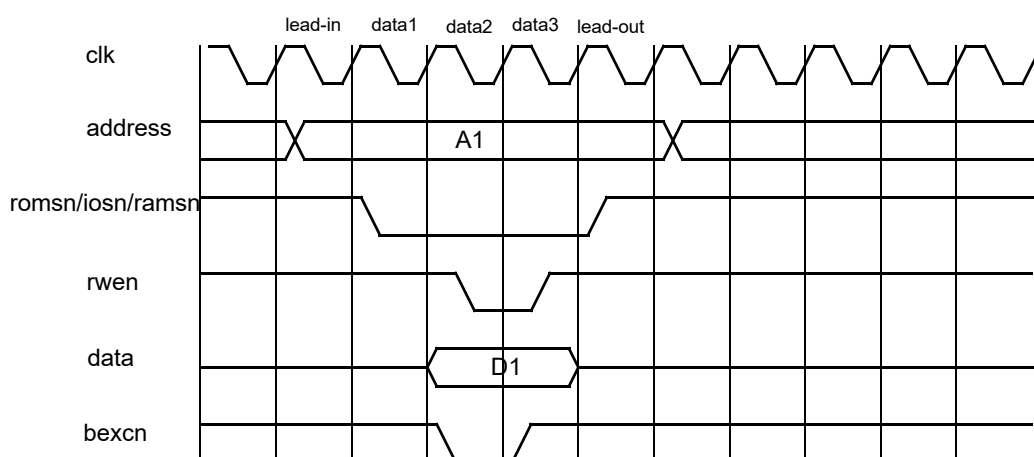 lead-in data1 data2 data3 lead-out
clk
address
A1
romsn/iosn/ramsn
rwen
data
D1
bexcn